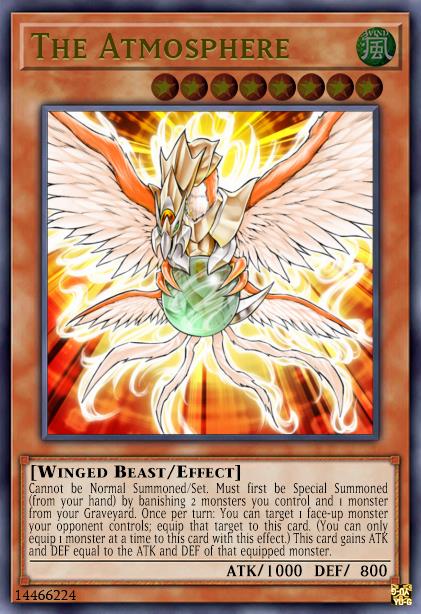 THE ATMOSPHERE
WIND
風
[WINGED BEAST/EFFECT]
Cannot be Normal Summoned/Set. Must first be Special Summoned
(from your hand) by banishing 2 monsters you control and 1 monster
from your Graveyard. Once per turn: You can target 1 face-up monster
your opponent controls; equip that target to this card. (You can only
equip 1 monster at a time to this card with this effect.) This card gains ATK
and DEF equal to the ATK and DEF of that equipped monster.
ATK/1000 DEF/ 800
14466224